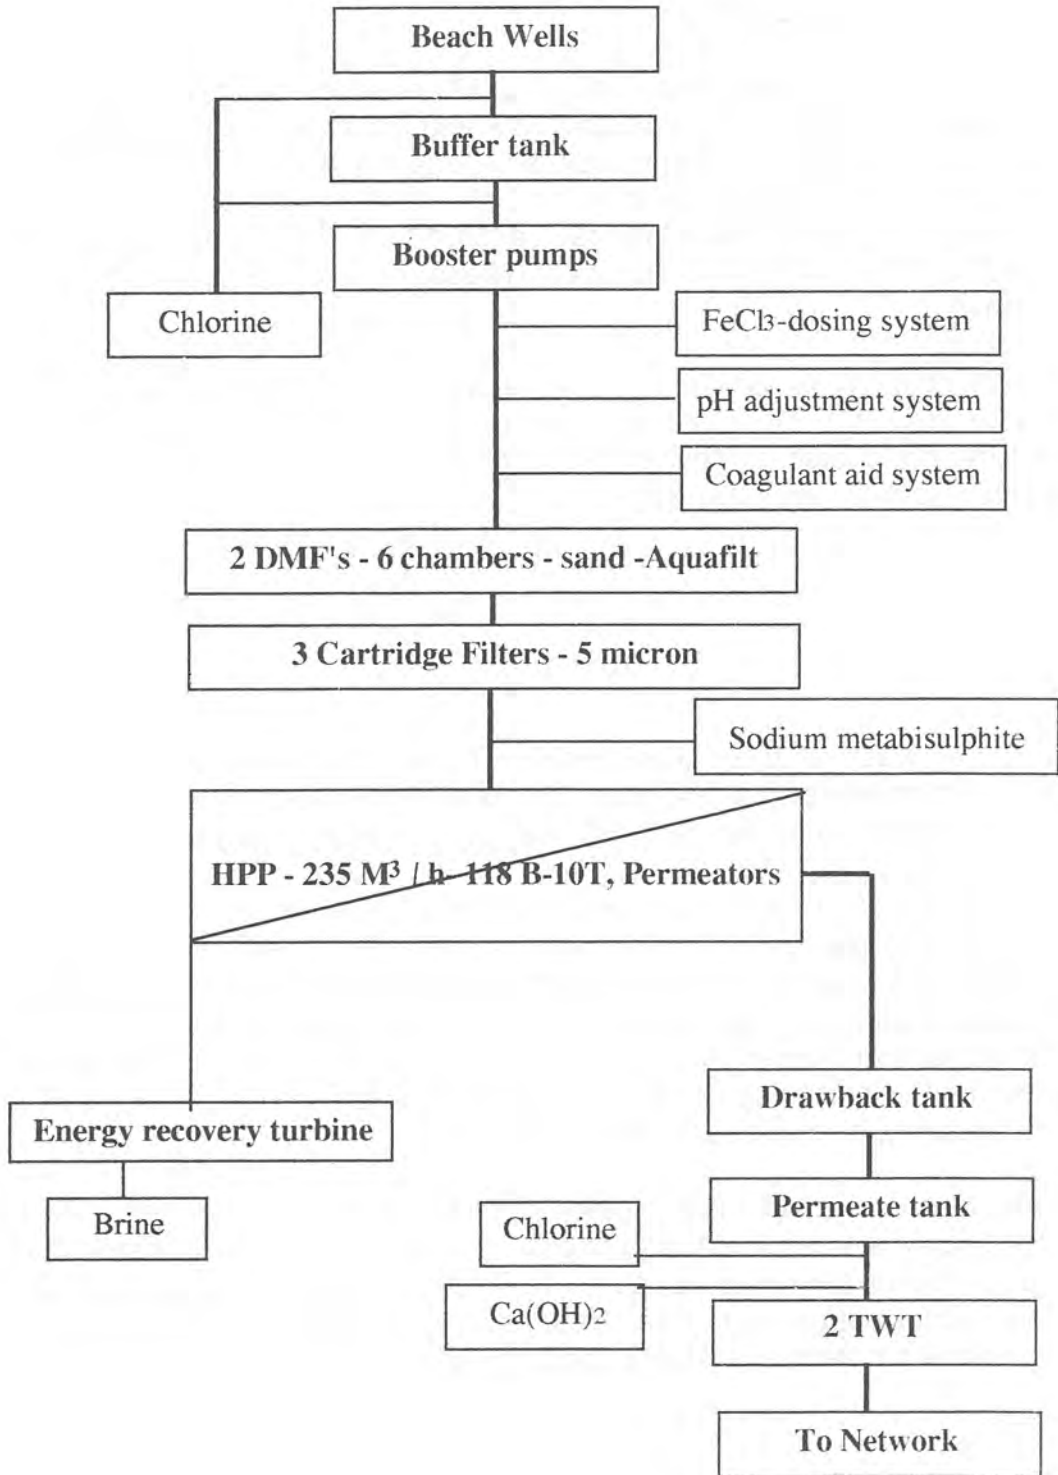 Beach Wells
Buffer tank
Booster pumps
Chlorine
FeCl3-dosing system
pH adjustment system
Coagulant aid system
2 DMF's - 6 chambers - sand -Aquafilt
3 Cartridge Filters - 5 micron
Sodium metabisulphite
HPP - 235 M³ / h- 118 B-10T, Permeators
Drawback tank
Energy recovery turbine
Permeate tank
Brine
Chlorine
Ca(OH)2
2 TWT
To Network